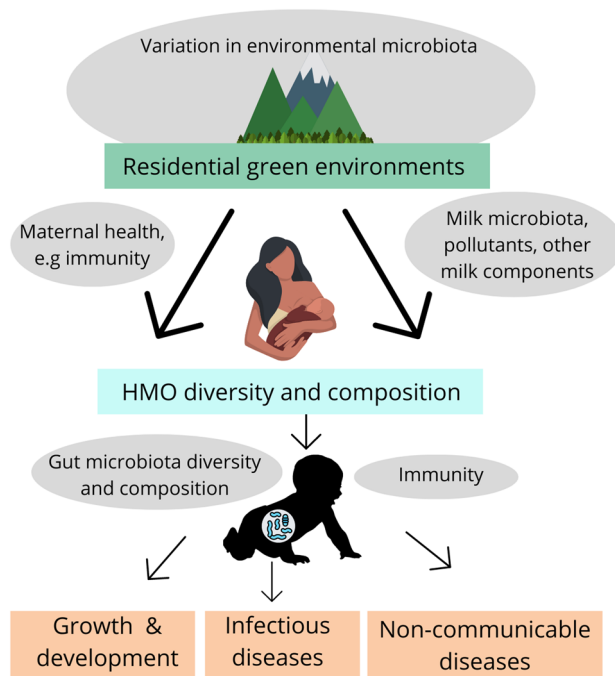 Variation in environmental microbiota
Residential green environments
Maternal health,
e.g immunity
Milk microbiota,
pollutants, other
milk components
HMO diversity and composition
Gut microbiota diversity
and composition
Immunity
Growth &
development
Infectious
diseases
Non-communicable
diseases